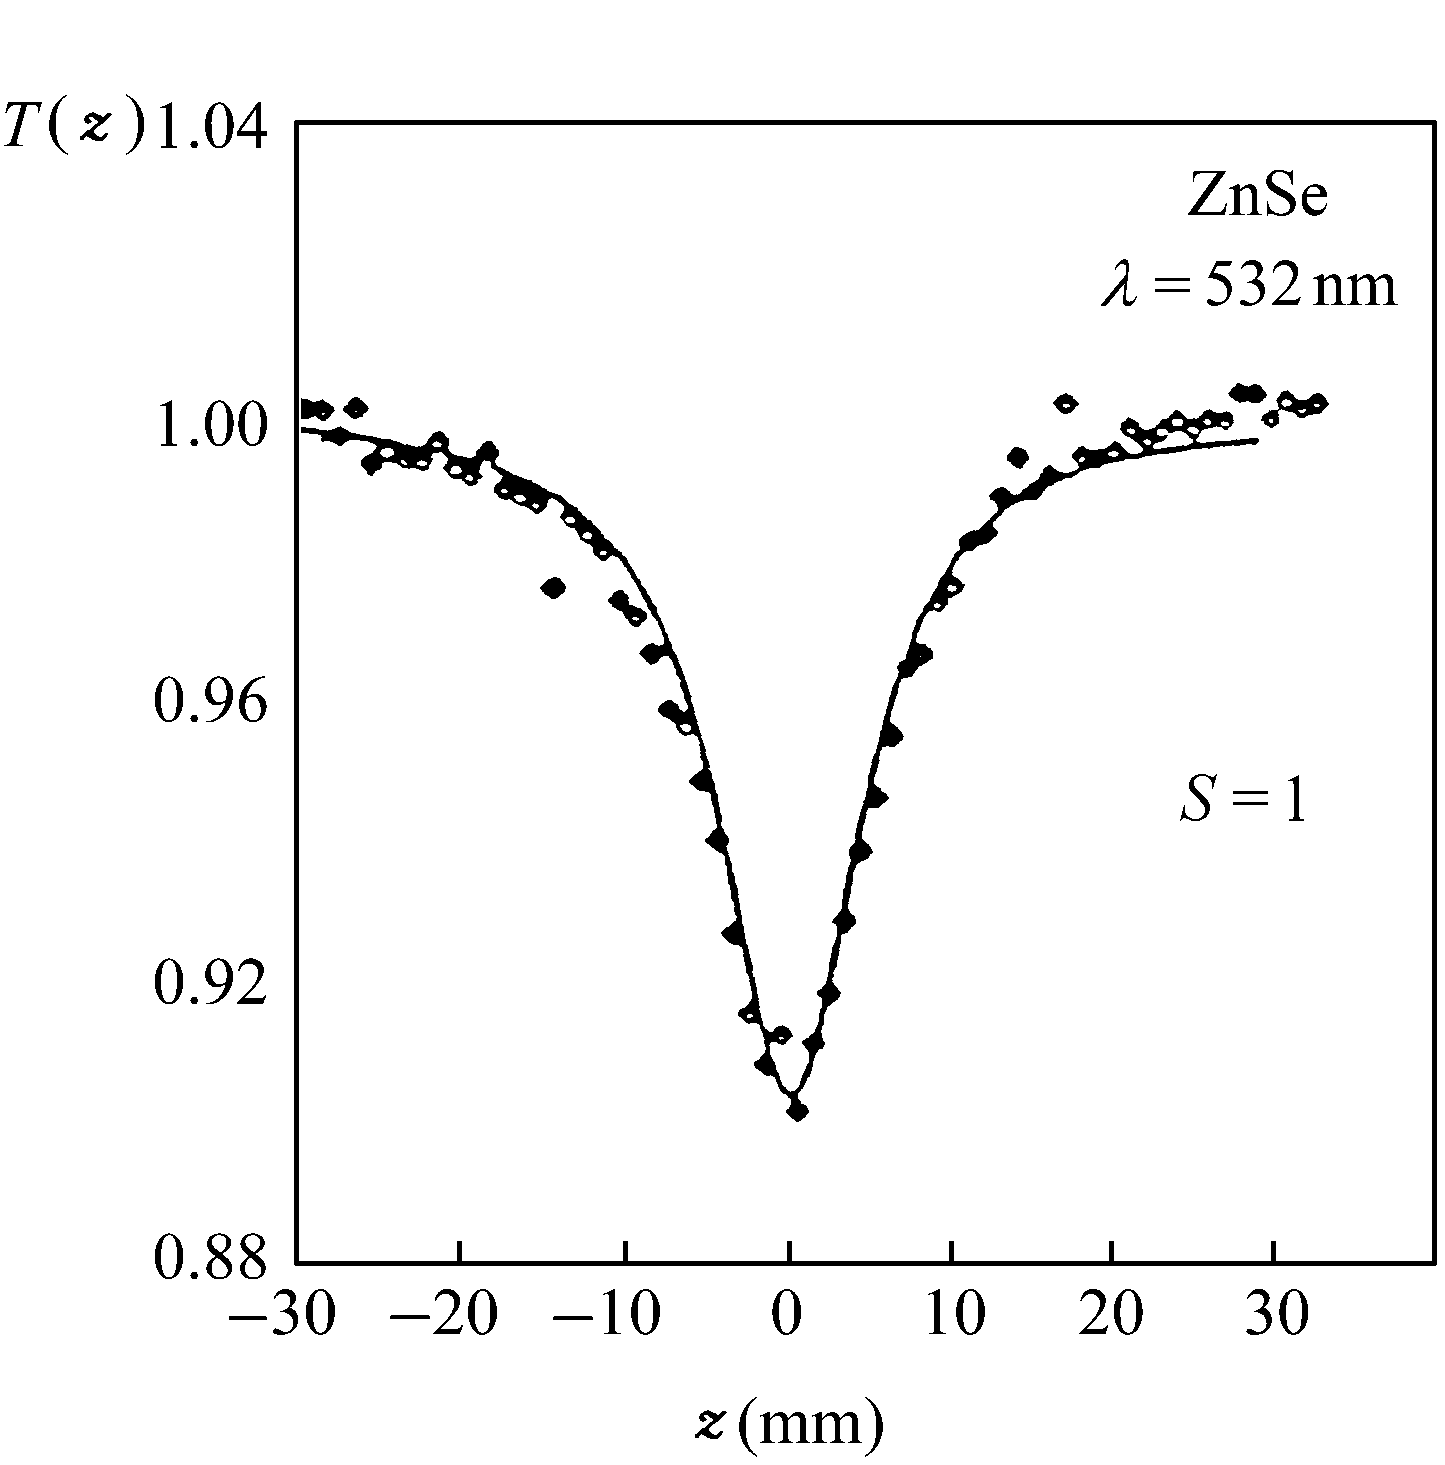 T(z) 1.04
ZnSe
λ = 532 nm
1.00
0.96
S = 1
0.92
0.88
−30 −20 −10 0 10 20 30
z (mm)